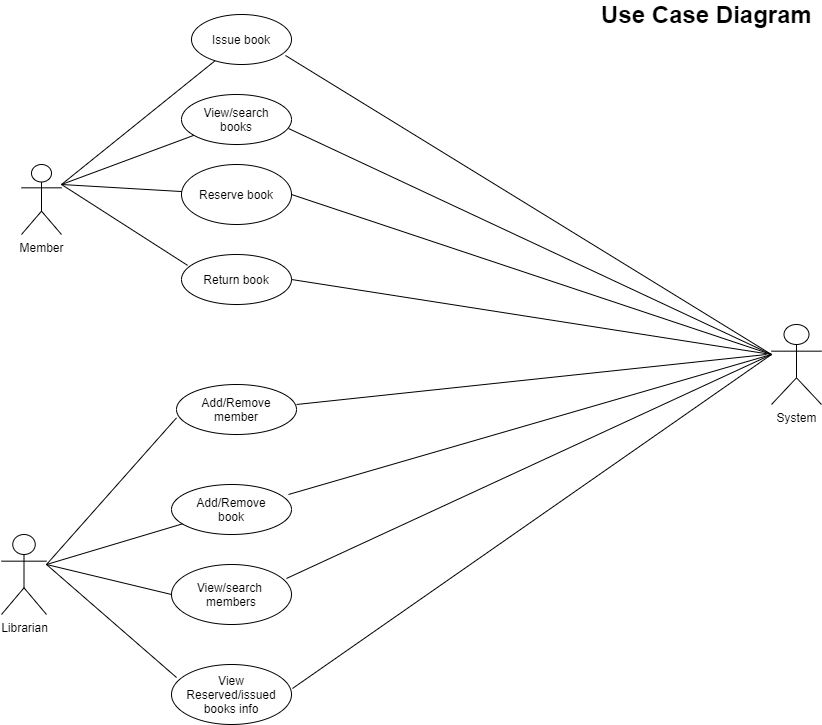 Use Case Diagram
Issue book
View/search
books
Reserve book
Member
Return book
System
Add/Remove
member
Add/Remove
book
View/search
members
Librarian
View
Reserved/issued
books info